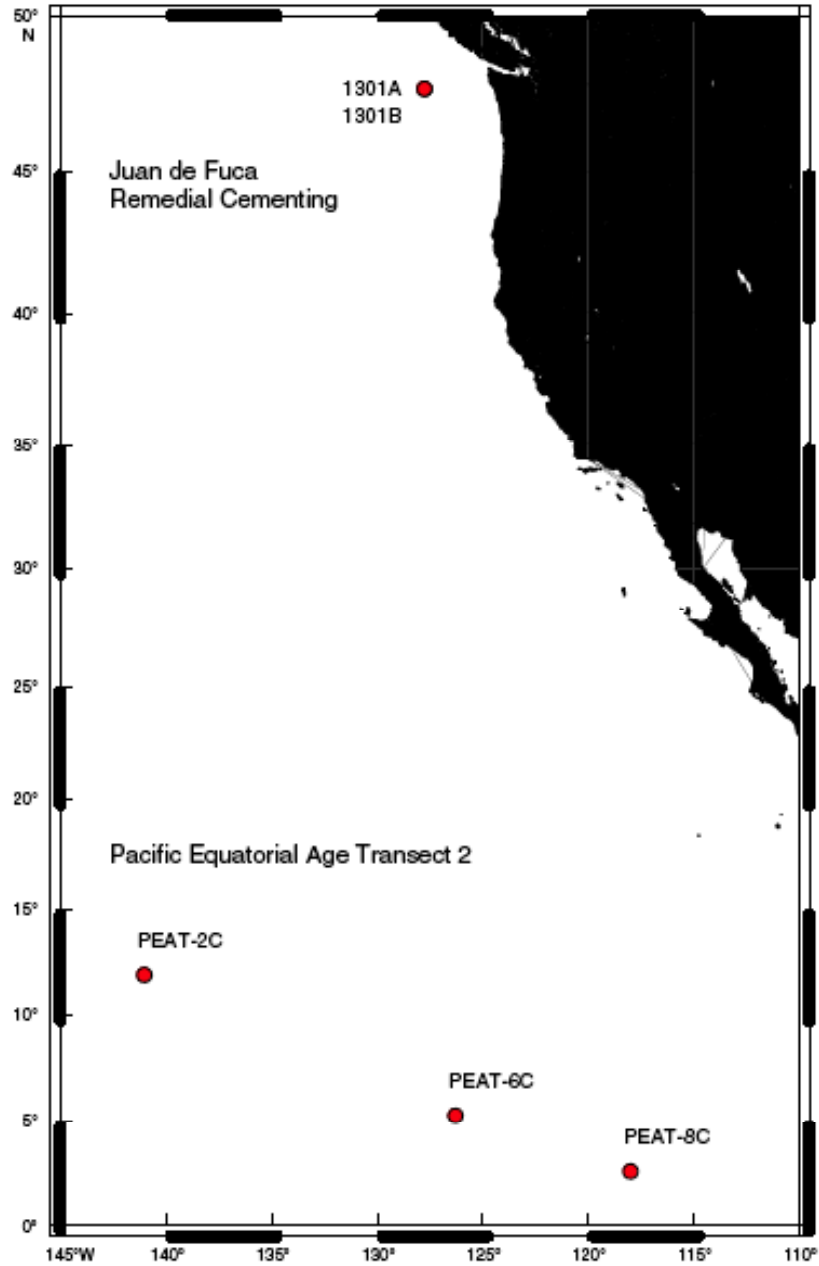 50°
N
1301A
1301B
Juan de Fuca
Remedial Cementing
45°
40°
35°
30°
25°
20°
Pacific Equatorial Age Transect 2
15°
PEAT-2C
10°
PEAT-6C
5°
PEAT-8C
0°
145°W 140° 135° 130° 125° 120° 115° 110°